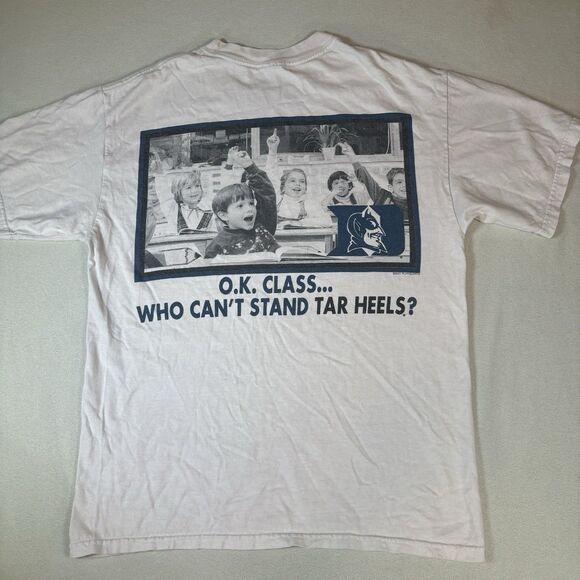 O.K. CLASS...
WHO CAN'T STAND TAR HEELS?